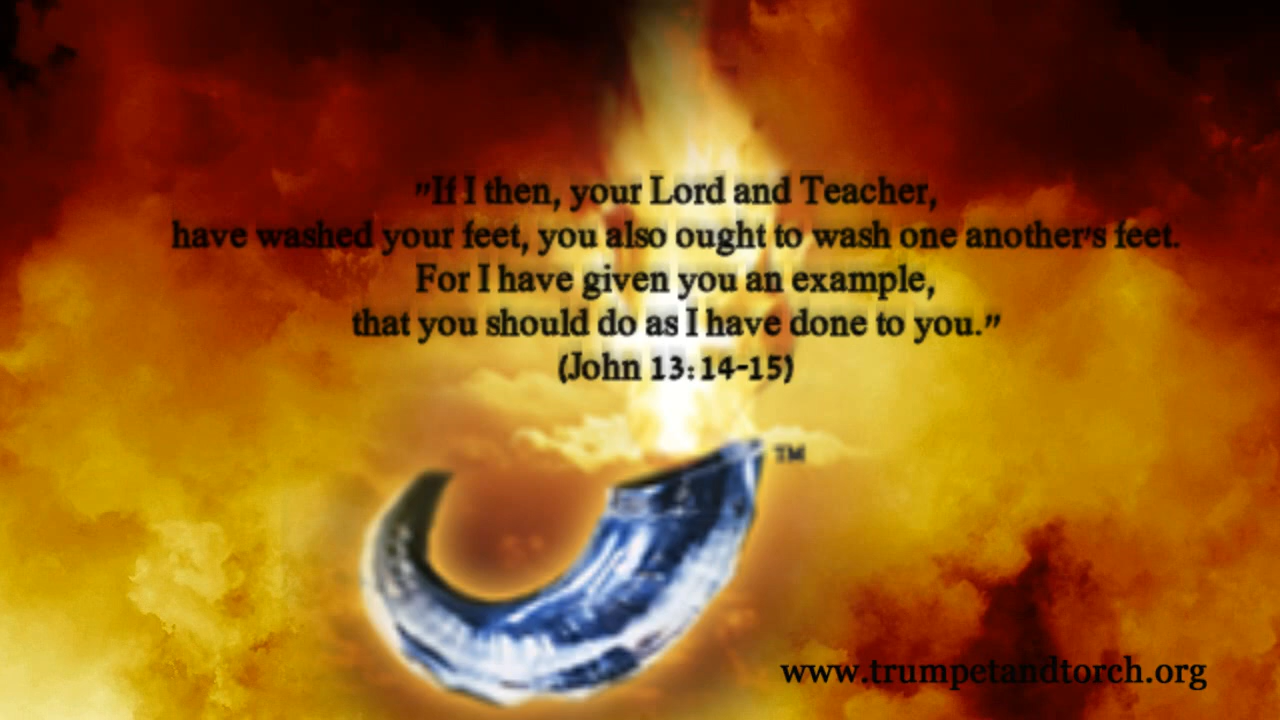 "If I then, your Lord and Teacher,
have washed your feet, you also ought to wash one another's feet.
For I have given you an example,
that you should do as I have done to you."
(John 13:14-15)
TM
www.trumpetandtorch.org